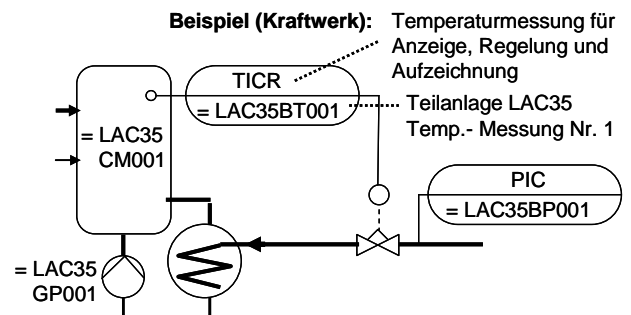 Beispiel (Kraftwerk):
Temperaturmessung für
Anzeige, Regelung und
Aufzeichnung
TICR
= LAC35BT001
Teilanlage LAC35
Temp.- Messung Nr. 1
= LAC35
CM001
PIC
= LAC35BP001
= LAC35
GP001